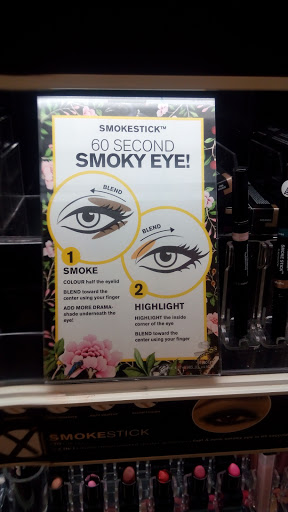 SMOKESTICK™
60 SECOND
SMOKY EYE!
BLEND
1
SMOKE
COLOUR half the eyelid
BLEND toward the
center using your finger
ADD MORE DRAMA-
shade underneath the
eye!
BLEND
2
HIGHLIGHT
HIGHLIGHT the inside
corner of the eye
BLEND toward the
center using your finger
SMOKESTICK